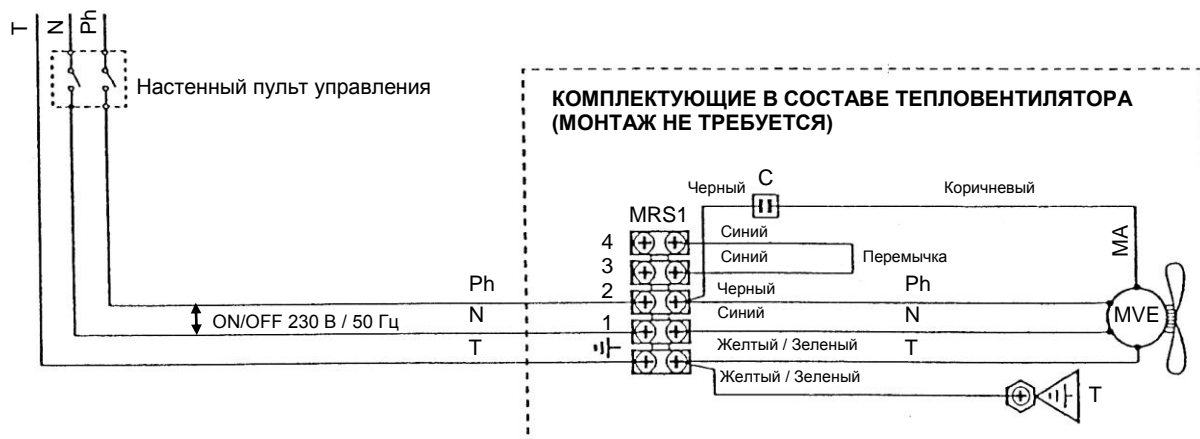 T
N
Ph
Настенный пульт управления
КОМПЛЕКТУЮЩИЕ В СОСТАВЕ ТЕПЛОВЕНТИЛЯТОРА
(МОНТАЖ НЕ ТРЕБУЕТСЯ)
Черный
C
Коричневый
MRS1
MA
4
Синий
3
Синий
Перемычка
Ph
2
Черный
Ph
ON/OFF 230 В / 50 Гц
N
1
Синий
N
MVE
T
Желтый / Зеленый
T
Желтый / Зеленый
T